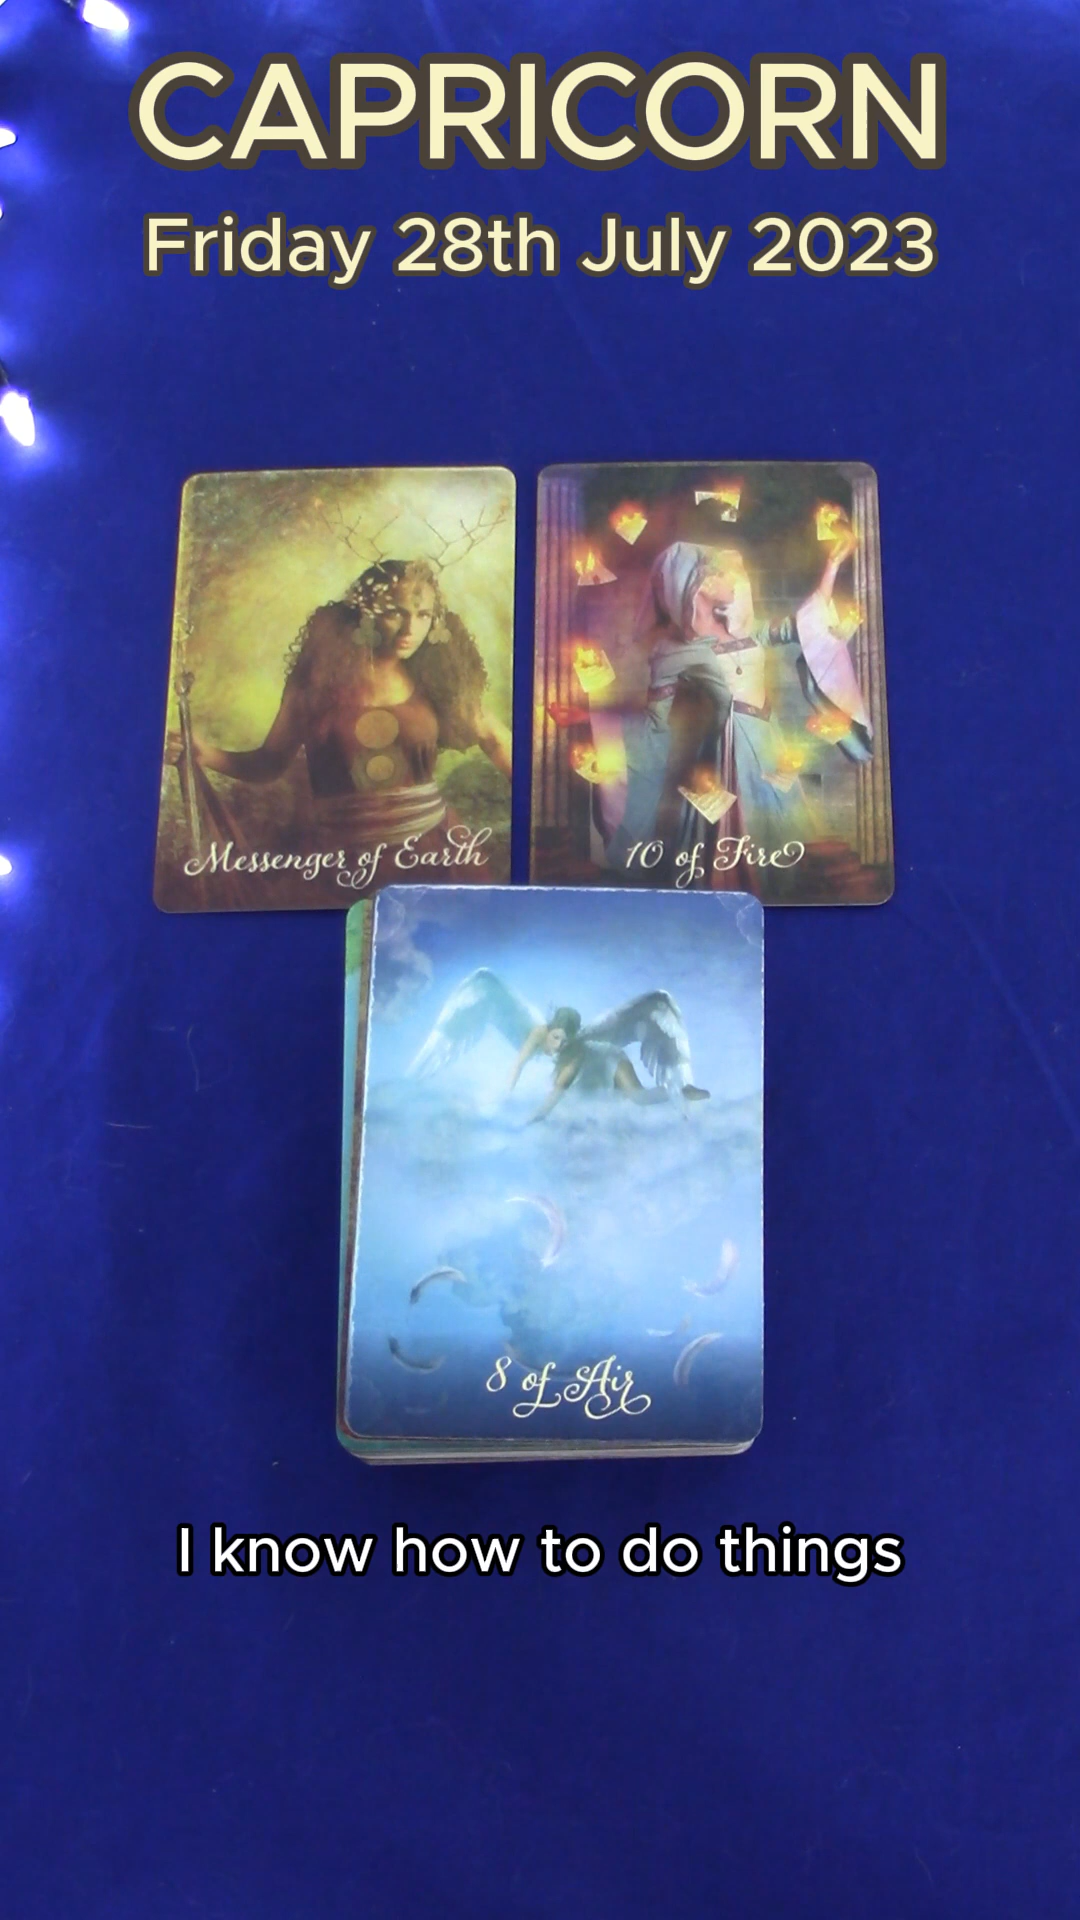 CAPRICORN
Friday 28th July 2023
Messenger of Earth
10 of Fire
8 of Air
I know how to do things